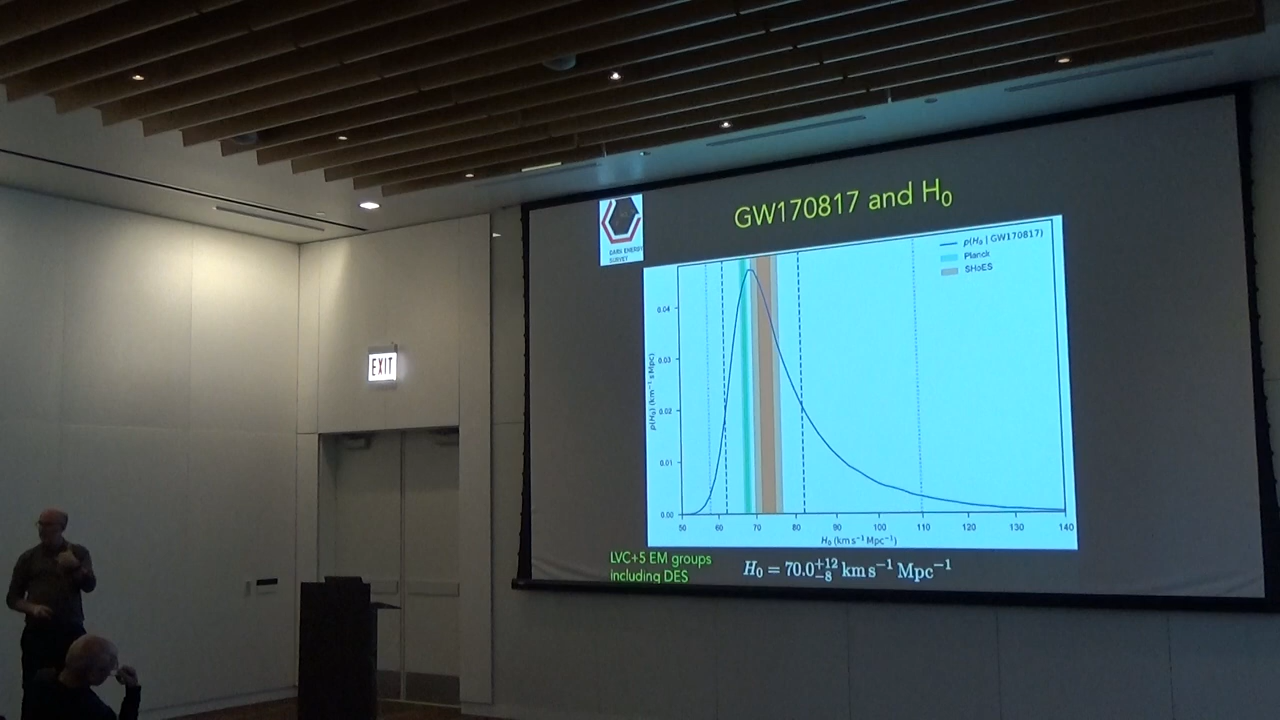 GW170817 and H₀
DARK ENERGY
SURVEY
EXIT
p(H₀ | GW170817)
Planck
SHoES
p(H₀) (km⁻¹ s Mpc)
0.04
0.03
0.02
0.01
0.00
50 60 70 80 90 100 110 120 130 140
H₀ (km s⁻¹ Mpc⁻¹)
LVC+5 EM groups
including DES
H₀ = 70.0⁺¹²₋₈ km s⁻¹ Mpc⁻¹